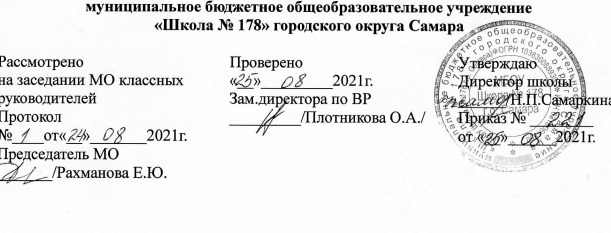 муниципальное бюджетное общеобразовательное учреждение
«Школа № 178» городского округа Самара
Рассмотрено
на заседании МО классных
руководителей
Протокол
№ 1 от«24» 08 2021г.
Председатель МО
/Рахманова Е.Ю.
Проверено
«25» 08 2021г.
Зам.директора по ВР
/Плотникова О.А./
Утверждаю
Директор школы
/Н.П.Самаркина
Приказ №
от «25» 08 2021г.